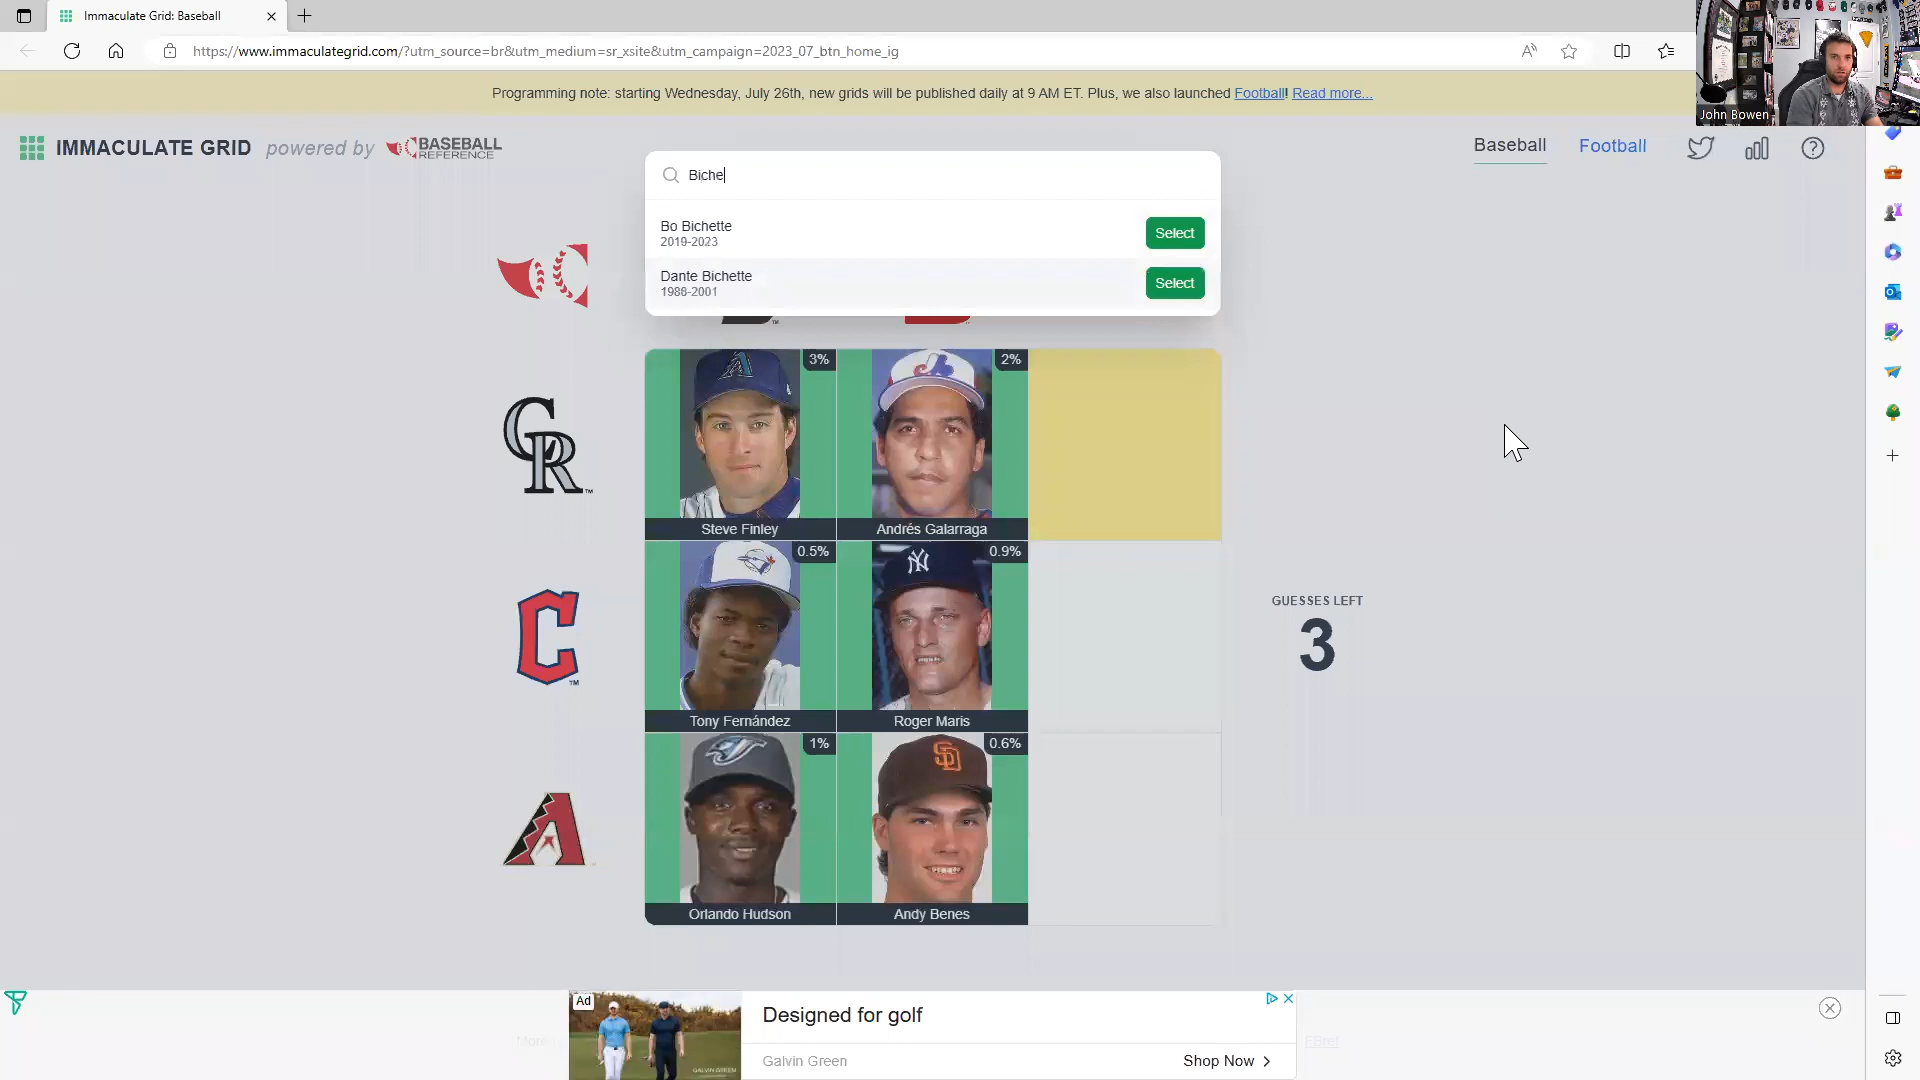 Immaculate Grid: Baseball
https://www.immaculategrid.com/?utm_source=br&utm_medium=sr_xsite&utm_campaign=2023_07_btn_home_ig
John Bowen
Programming note: starting Wednesday, July 26th, new grids will be published daily at 9 AM ET. Plus, we also launched Football! Read more...
IMMACULATE GRID powered by BASEBALL REFERENCE
Baseball Football
Biche
Bo Bichette
2019-2023
Select
Dante Bichette
1988-2001
Select
3% 2%
Steve Finley Andrés Galarraga
0.5% 0.9%
Tony Fernández Roger Maris
GUESSES LEFT
3
1% 0.6%
Orlando Hudson Andy Benes
Ad
Designed for golf
More
FBref
Galvin Green
Shop Now
GALVIN GREEN